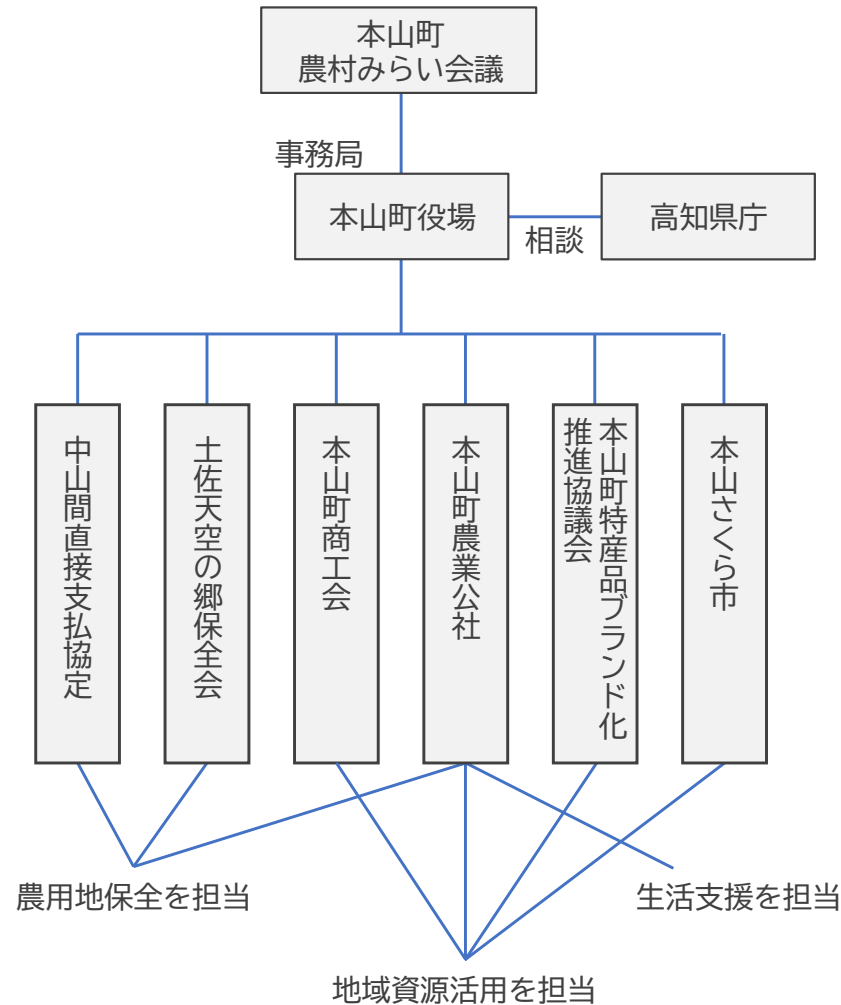 本山町
農村みらい会議
事務局
本山町役場
高知県庁
相談
中山間直接支払協定
土佐天空の郷保全会
本山町商工会
本山町農業公社
本山町特産品ブランド化
推進協議会
本山さくら市
農用地保全を担当
生活支援を担当
地域資源活用を担当